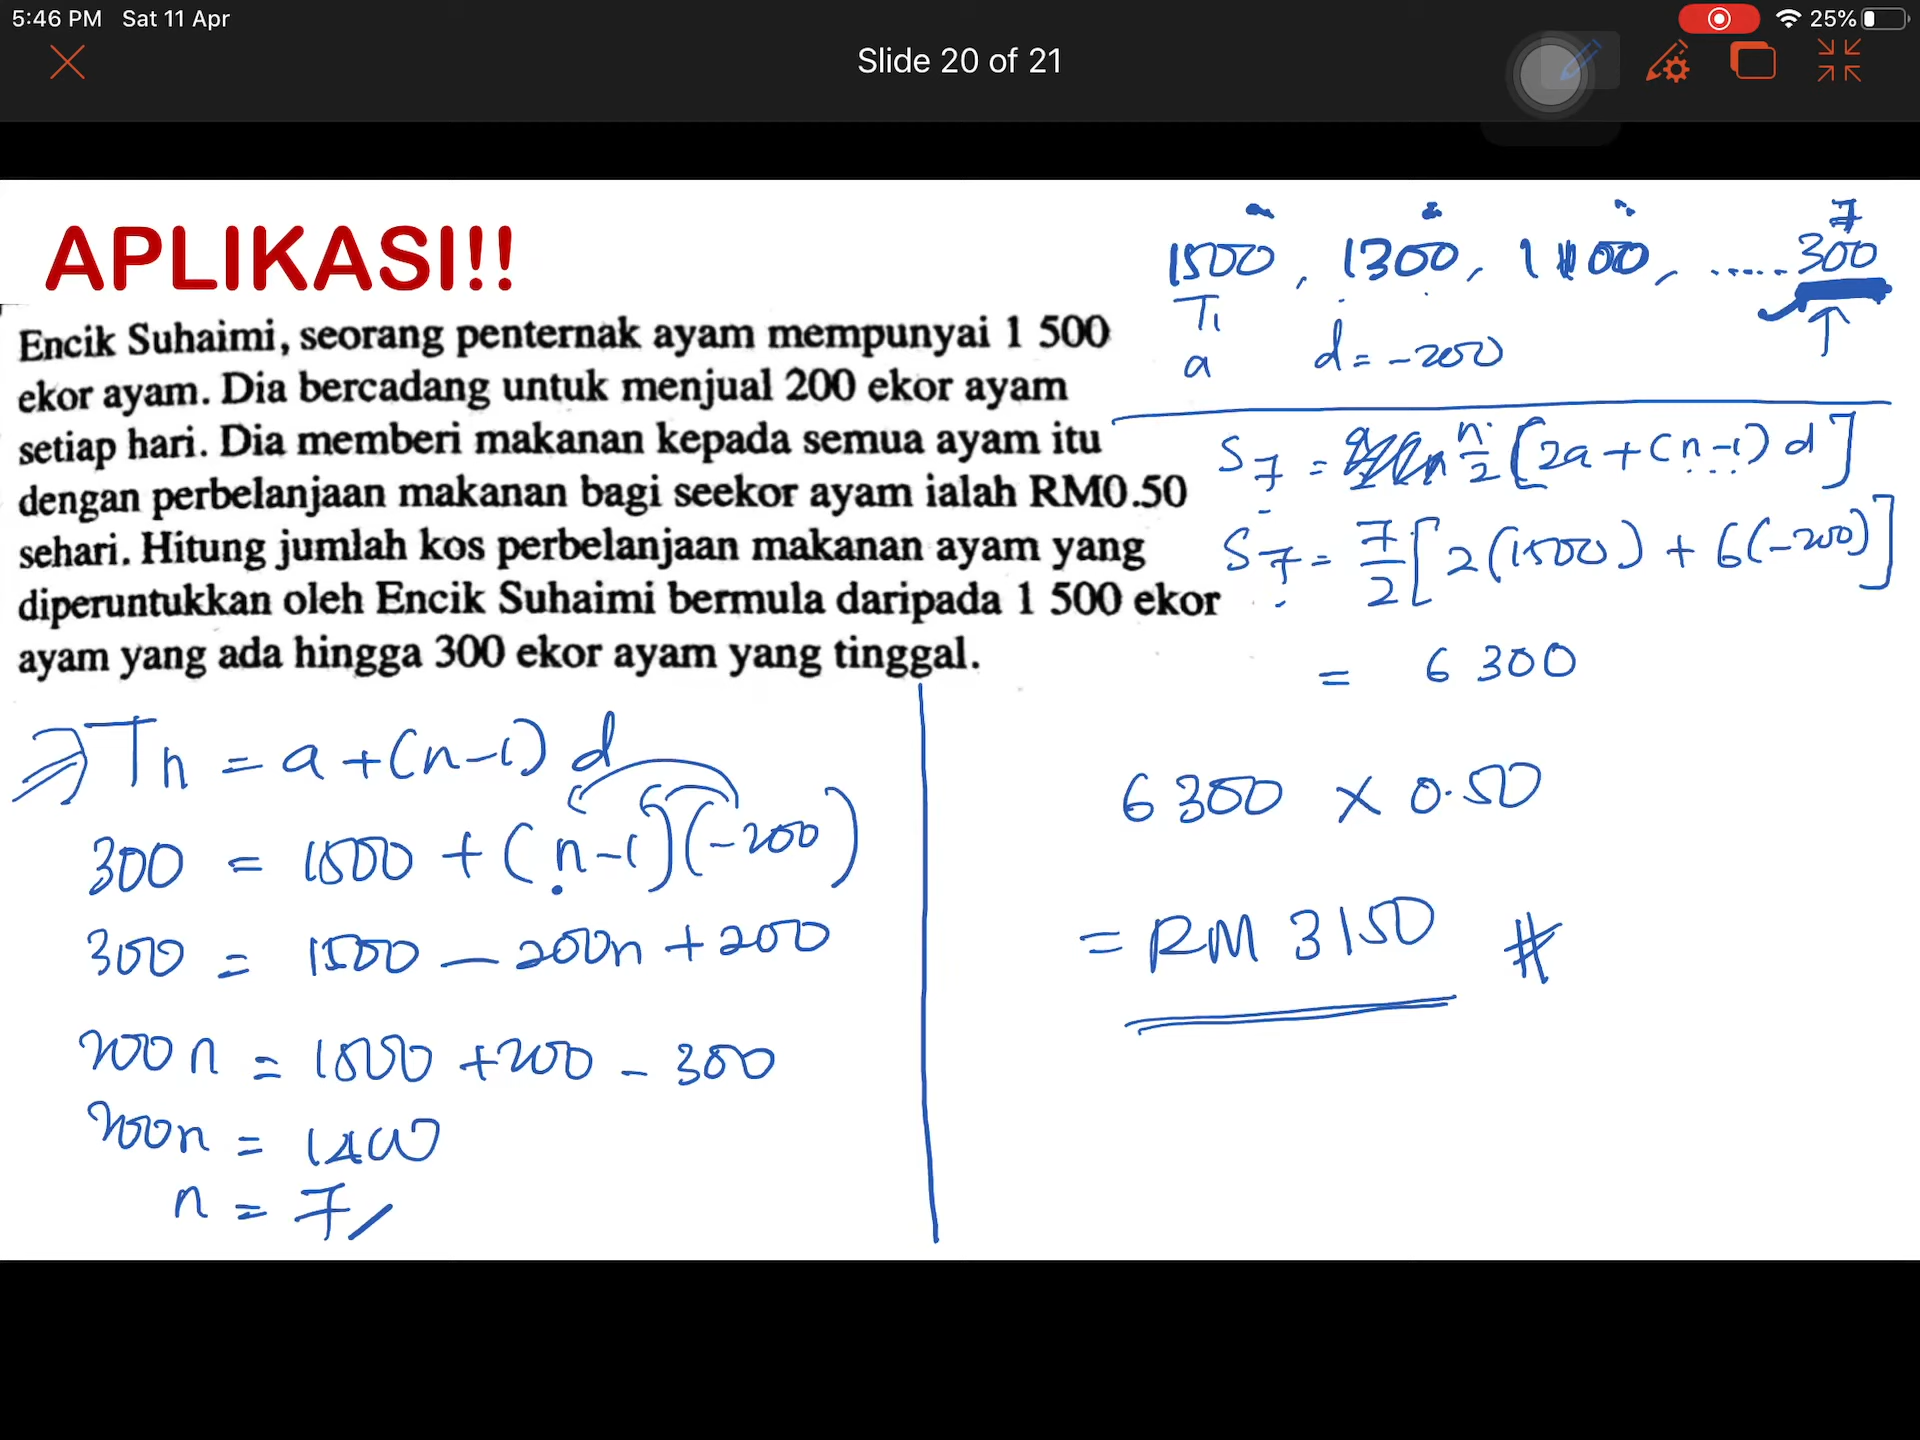 5:46 PM Sat 11 Apr
25%
Slide 20 of 21
APLIKASI!!
Encik Suhaimi, seorang penternak ayam mempunyai 1 500
ekor ayam. Dia bercadang untuk menjual 200 ekor ayam
setiap hari. Dia memberi makanan kepada semua ayam itu
dengan perbelanjaan makanan bagi seekor ayam ialah RM0.50
sehari. Hitung jumlah kos perbelanjaan makanan ayam yang
diperuntukkan oleh Encik Suhaimi bermula daripada 1 500 ekor
ayam yang ada hingga 300 ekor ayam yang tinggal.
7
1500, 1300, 1100, ...... 300
T1
a d = -200
S7 = n/2 [2a + (n-1) d]
S7 = 7/2 [2(1500) + 6(-200)]
= 6 300
6300 × 0.50
= RM 3150 #
⇒ Tn = a + (n-1) d
300 = 1500 + (n-1)(-200)
300 = 1500 - 200n + 200
200n = 1500 + 200 - 300
200n = 1400
n = 7